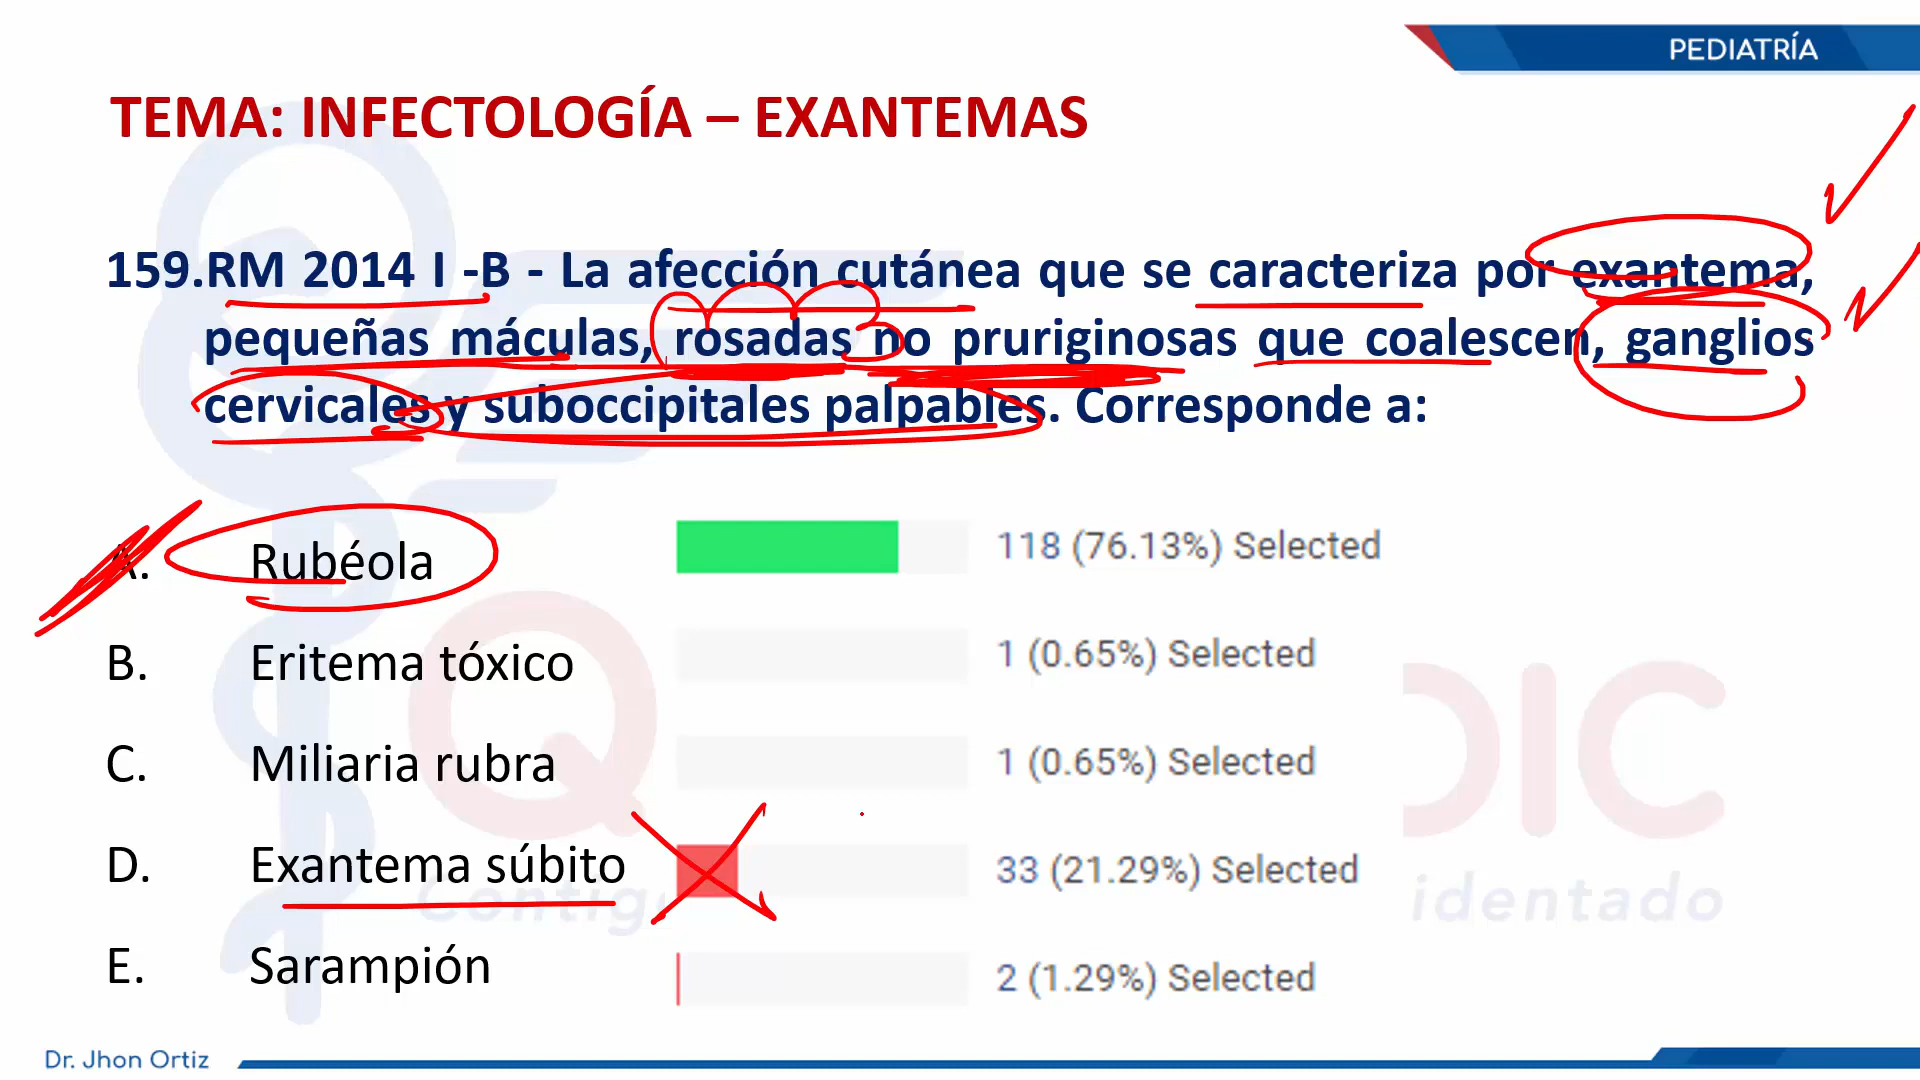 PEDIATRÍA
TEMA: INFECTOLOGÍA – EXANTEMAS
159.RM 2014 I -B - La afección cutánea que se caracteriza por exantema,
pequeñas máculas, rosadas no pruriginosas que coalescen, ganglios
cervicales y suboccipitales palpables. Corresponde a:
A. Rubéola 118 (76.13%) Selected
B. Eritema tóxico 1 (0.65%) Selected
C. Miliaria rubra 1 (0.65%) Selected
D. Exantema súbito 33 (21.29%) Selected
identado
E. Sarampión 2 (1.29%) Selected
Dr. Jhon Ortiz